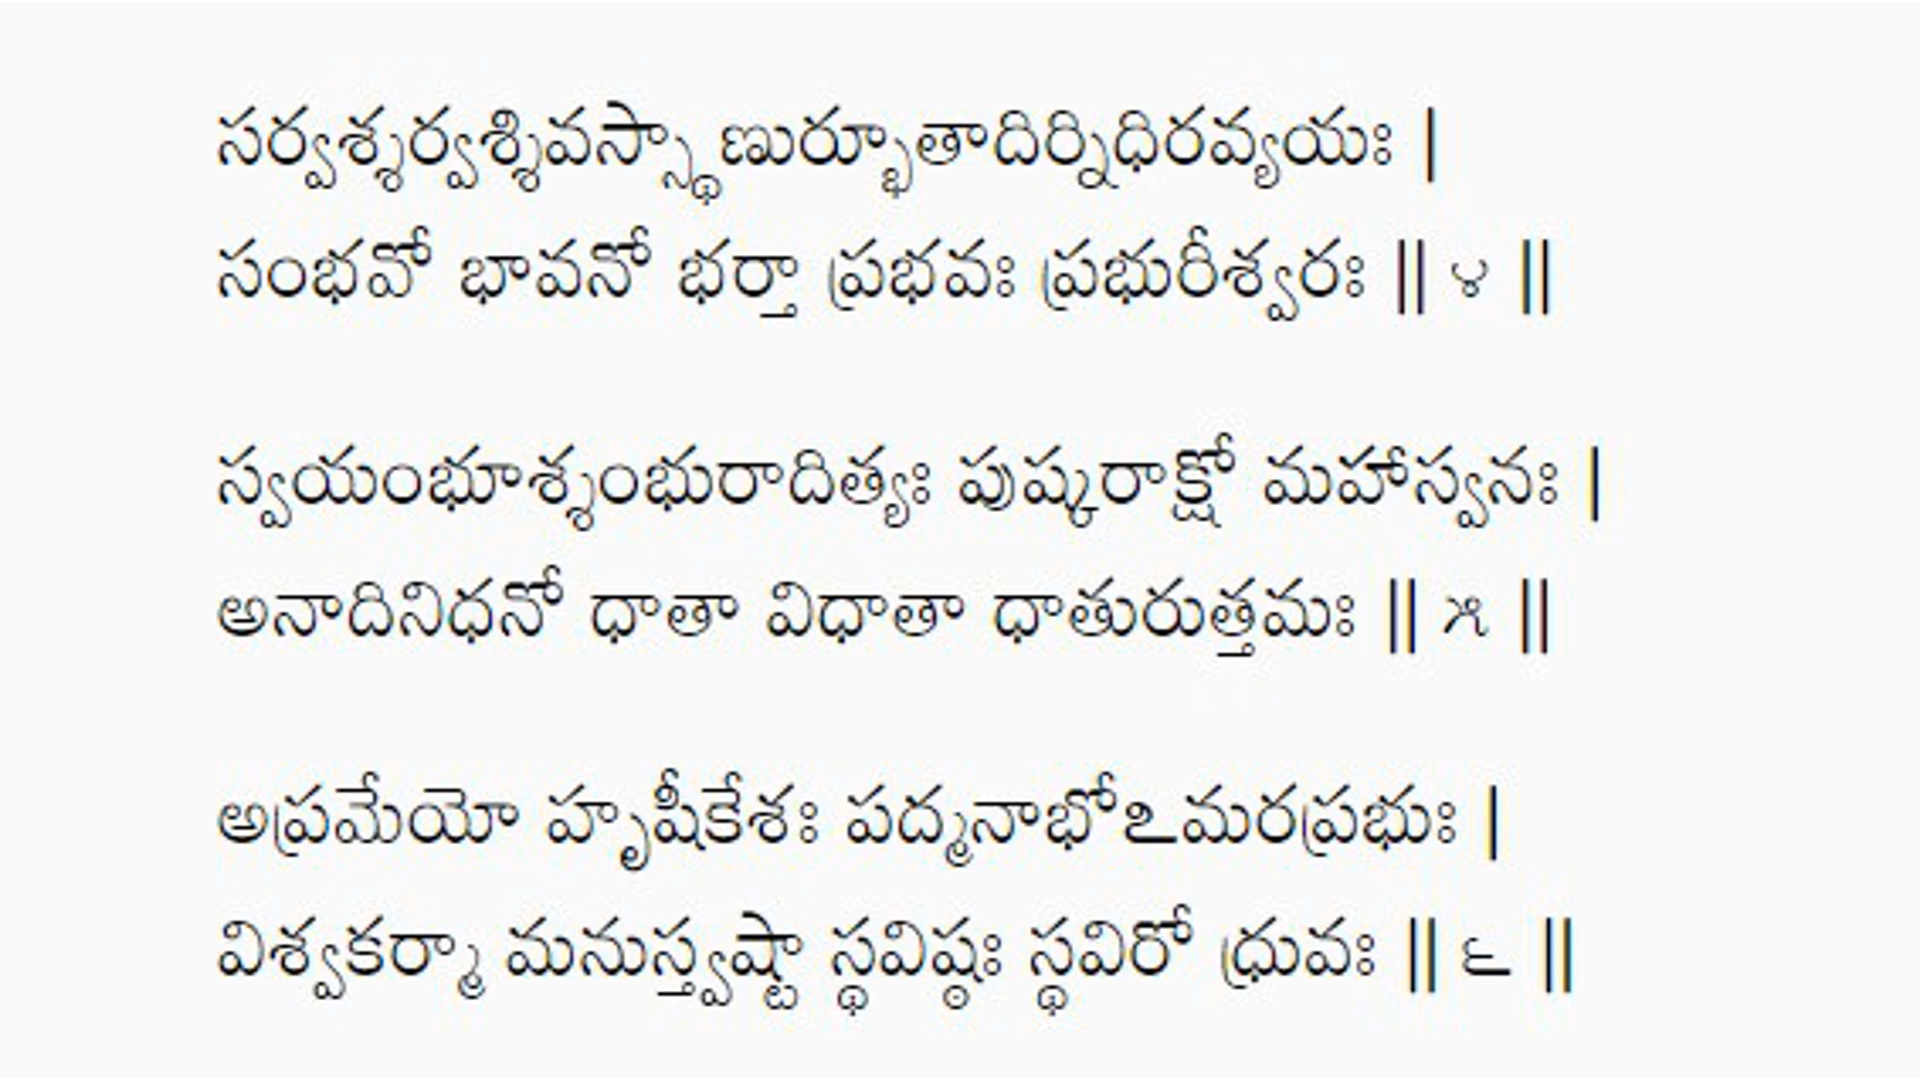 సర్వశ్శర్వశ్శివస్స్థాణుర్భూతాదిర్నిధిరవ్యయః |
సంభవో భావనో భర్తా ప్రభవః ప్రభురీశ్వరః || ౪ ||
స్వయంభూశ్శంభురాదిత్యః పుష్కరాక్షో మహాస్వనః |
అనాదినిధనో ధాతా విధాతా ధాతురుత్తమః || ౫ ||
అప్రమేయో హృషీకేశః పద్మనాభోఽమరప్రభుః |
విశ్వకర్మా మనుస్త్వష్టా స్థవిష్ఠః స్థవిరో ధ్రువః || ౬ ||